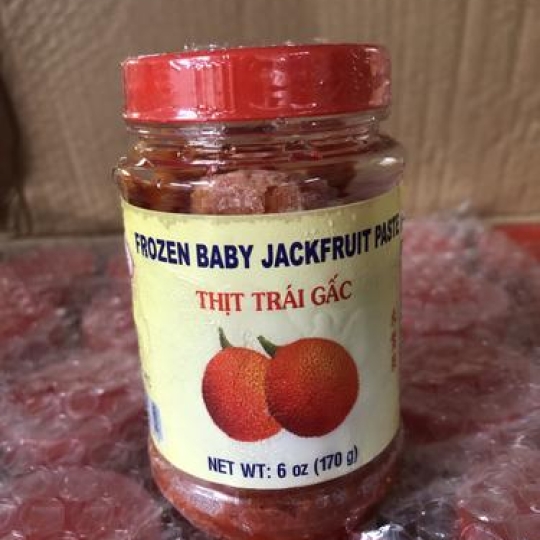 FROZEN BABY JACKFRUIT PASTE
THỊT TRÁI GẤC
NET WT: 6 oz (170 g)